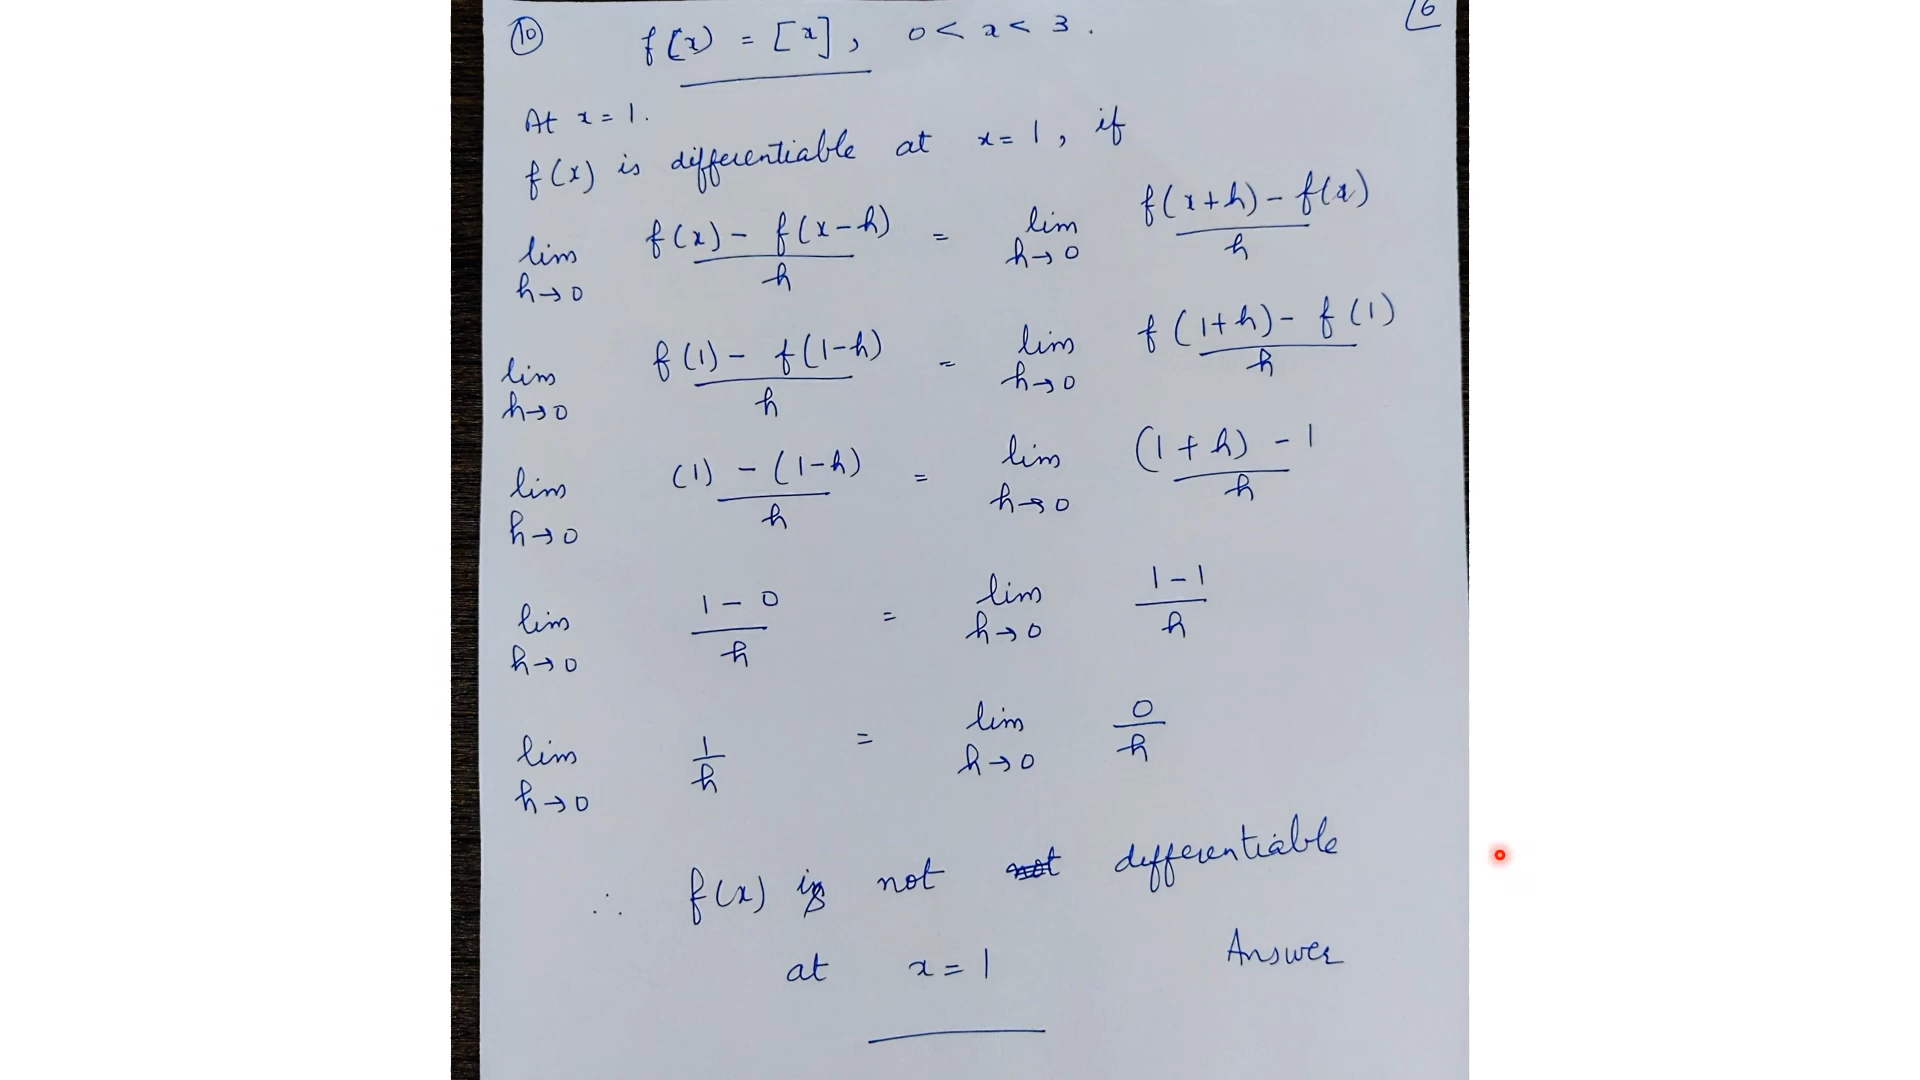 10 f(x) = [x], 0 < x < 3. 6
At x = 1.
f(x) is differentiable at x = 1, if
lim h→0 f(x) - f(x-h) / h = lim h→0 f(x+h) - f(x) / h
lim h→0 f(1) - f(1-h) / h = lim h→0 f(1+h) - f(1) / h
lim h→0 (1) - (1-h) / h = lim h→0 (1+h) - 1 / h
lim h→0 1 - 0 / h = lim h→0 1 - 1 / h
lim h→0 1 / h = lim h→0 0 / h
∴ f(x) is not not differentiable
at x = 1 Answer